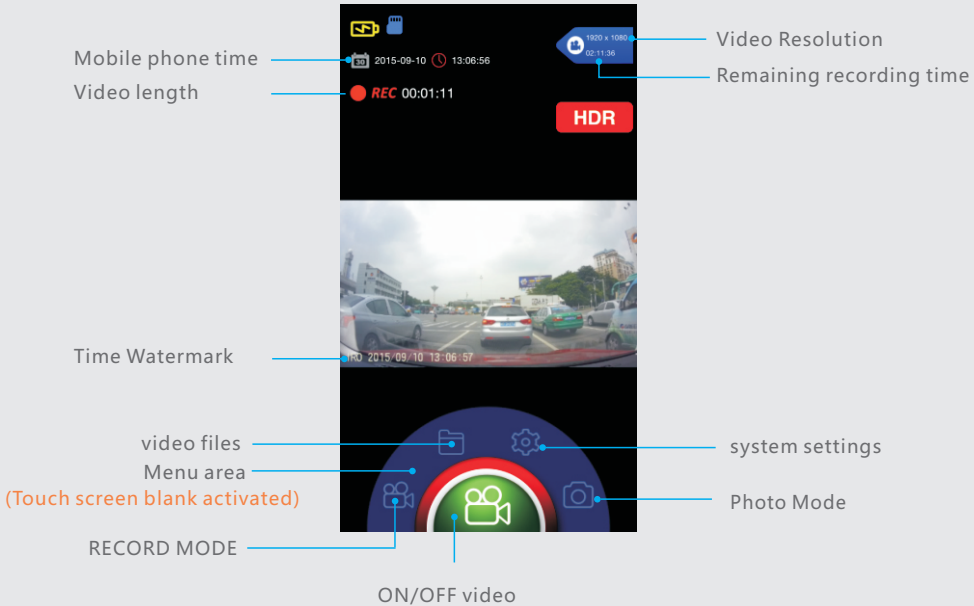 1920 x 1080
02:11:36
Video Resolution
Remaining recording time
Mobile phone time
30 2015-09-10 13:06:56
Video length
REC 00:01:11
HDR
Time Watermark
2015/09/10 13:06:57
video files
system settings
Menu area
(Touch screen blank activated)
Photo Mode
RECORD MODE
ON/OFF video